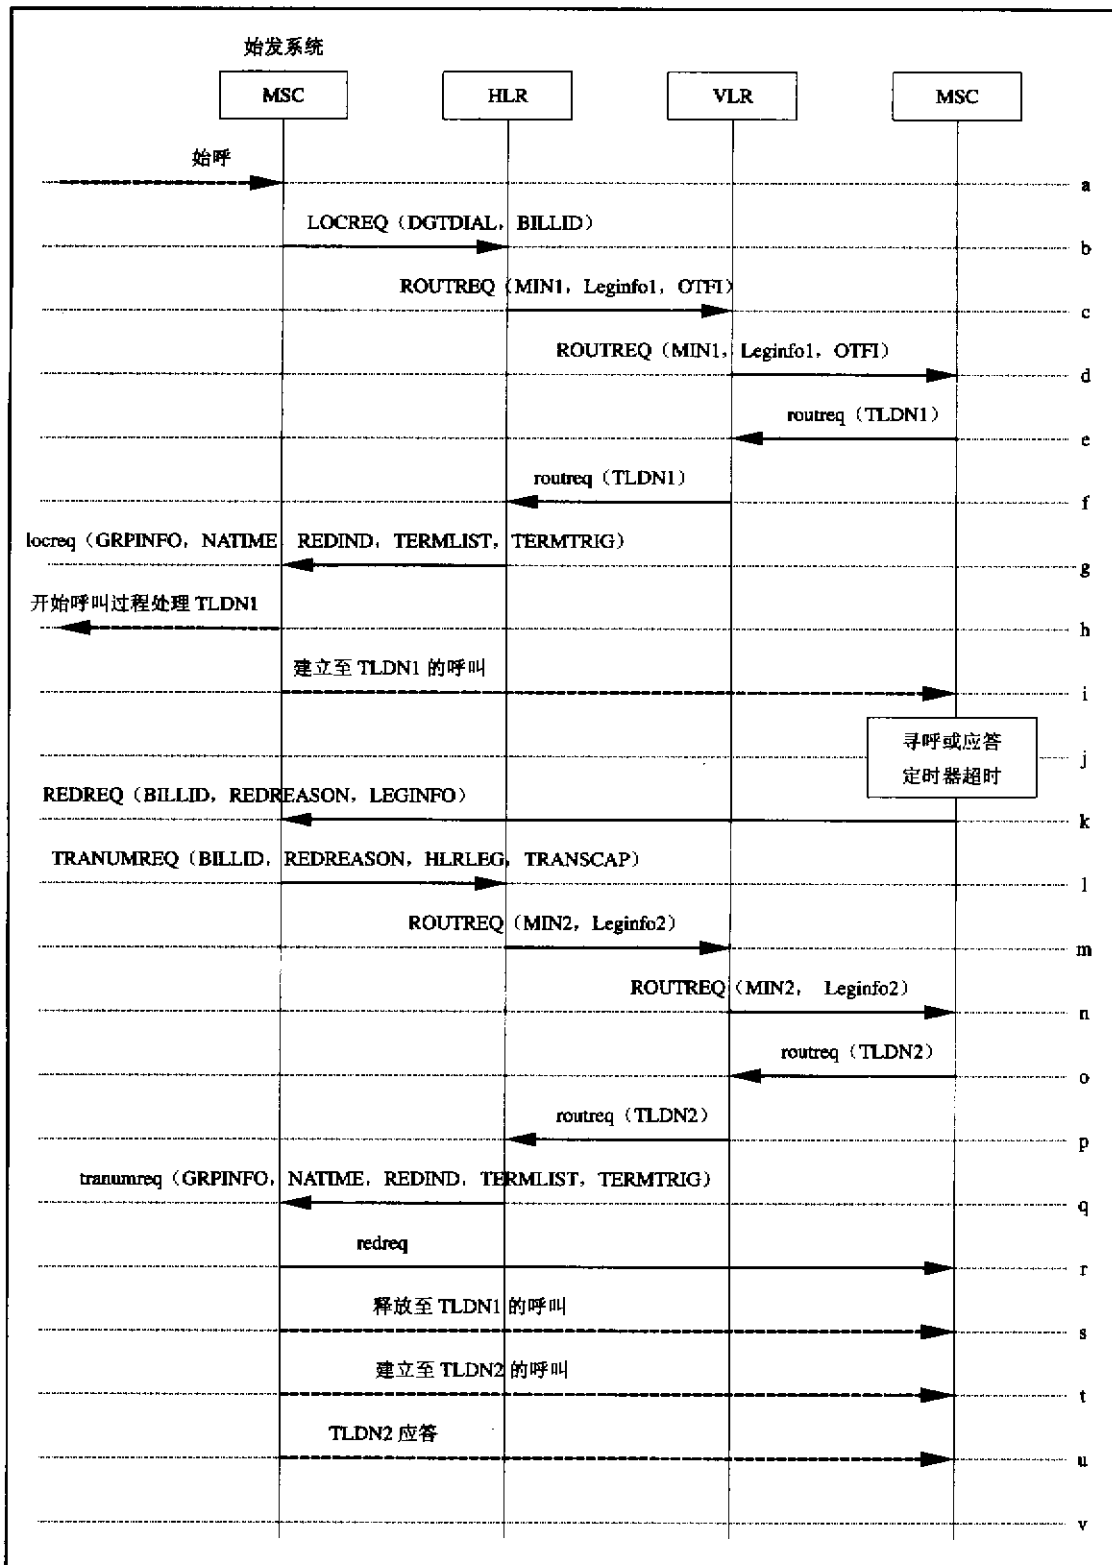 始发系统
MSC HLR VLR MSC
始呼
a
LOCREQ（DGTDIAL，BILLID）
b
ROUTREQ（MIN1，Leginfo1，OTFI）
c
ROUTREQ（MIN1，Leginfo1，OTFI）
d
routreq（TLDN1）
e
routreq（TLDN1）
f
locreq（GRPINFO，NATIME REDIND，TERMLIST，TERMTRIG）
g
开始呼叫过程处理 TLDN1
h
建立至 TLDN1 的呼叫
i
寻呼或应答
定时器超时
j
REDREQ（BILLID，REDREASON，LEGINFO）
k
TRANUMREQ（BILLID，REDREASON，HLRLEG，TRANSCAP）
l
ROUTREQ（MIN2，Leginfo2）
m
ROUTREQ（MIN2， Leginfo2）
n
routreq（TLDN2）
o
routreq（TLDN2）
p
tranumreq（GRPINFO，NATIME，REDIND，TERMLIST，TERMTRIG）
q
redreq
r
释放至 TLDN1 的呼叫
s
建立至 TLDN2 的呼叫
t
TLDN2 应答
u
v